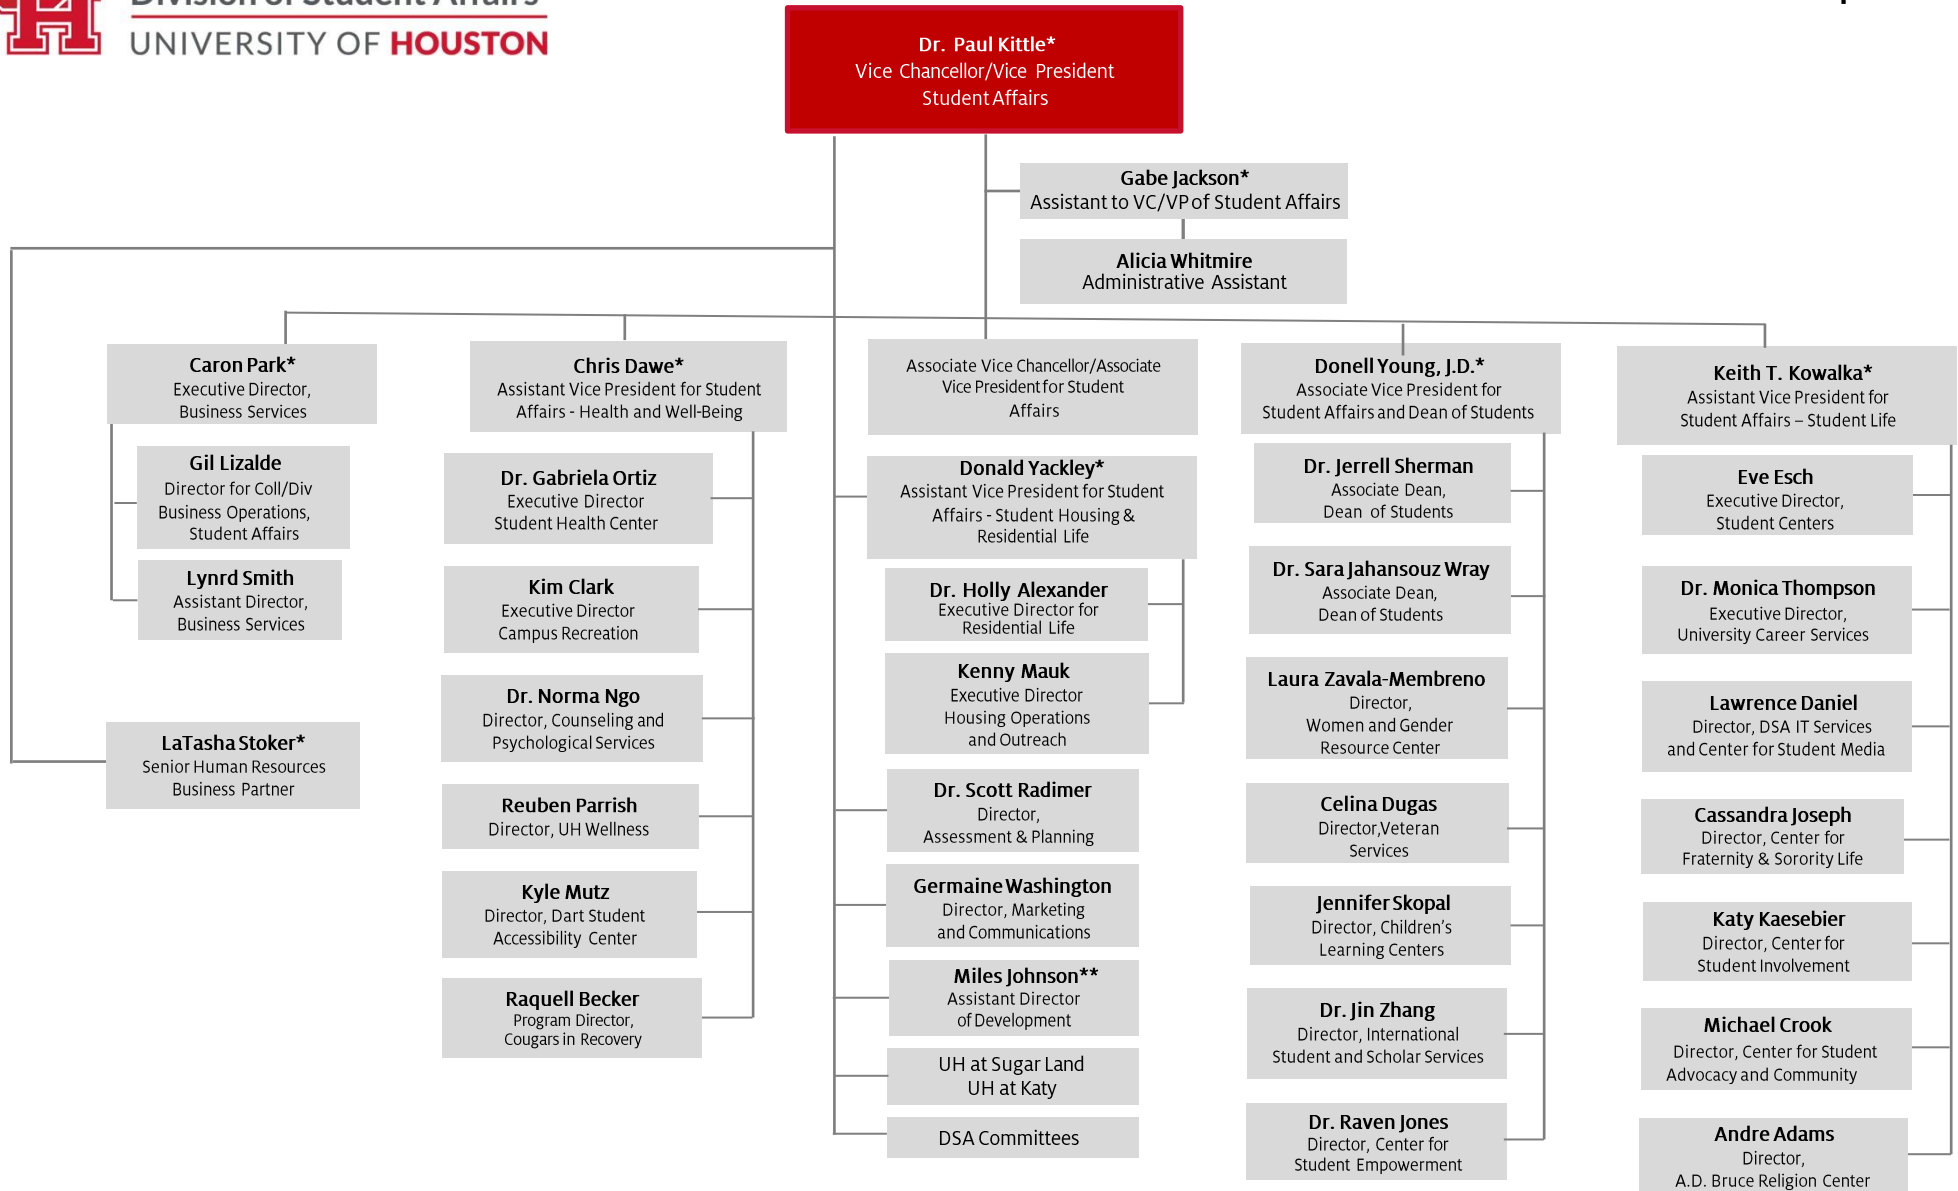 Division of Student Affairs
UNIVERSITY OF HOUSTON
Dr. Paul Kittle*
Vice Chancellor/Vice President
Student Affairs
Gabe Jackson*
Assistant to VC/VP of Student Affairs
Alicia Whitmire
Administrative Assistant
Caron Park*
Executive Director,
Business Services
Gil Lizalde
Director for Coll/Div
Business Operations,
Student Affairs
Lynrd Smith
Assistant Director,
Business Services
LaTasha Stoker*
Senior Human Resources
Business Partner
Chris Dawe*
Assistant Vice President for Student
Affairs - Health and Well-Being
Dr. Gabriela Ortiz
Executive Director
Student Health Center
Kim Clark
Executive Director
Campus Recreation
Dr. Norma Ngo
Director, Counseling and
Psychological Services
Reuben Parrish
Director, UH Wellness
Kyle Mutz
Director, Dart Student
Accessibility Center
Raquell Becker
Program Director,
Cougars in Recovery
Associate Vice Chancellor/Associate
Vice President for Student
Affairs
Donald Yackley*
Assistant Vice President for Student
Affairs - Student Housing &
Residential Life
Dr. Holly Alexander
Executive Director for
Residential Life
Kenny Mauk
Executive Director
Housing Operations
and Outreach
Dr. Scott Radimer
Director,
Assessment & Planning
Germaine Washington
Director, Marketing
and Communications
Miles Johnson**
Assistant Director
of Development
UH at Sugar Land
UH at Katy
DSA Committees
Donell Young, J.D.*
Associate Vice President for
Student Affairs and Dean of Students
Dr. Jerrell Sherman
Associate Dean,
Dean of Students
Dr. Sara Jahansouz Wray
Associate Dean,
Dean of Students
Laura Zavala-Membreno
Director,
Women and Gender
Resource Center
Celina Dugas
Director,Veteran
Services
Jennifer Skopal
Director, Children’s
Learning Centers
Dr. Jin Zhang
Director, International
Student and Scholar Services
Dr. Raven Jones
Director, Center for
Student Empowerment
Keith T. Kowalka*
Assistant Vice President for
Student Affairs – Student Life
Eve Esch
Executive Director,
Student Centers
Dr. Monica Thompson
Executive Director,
University Career Services
Lawrence Daniel
Director, DSA IT Services
and Center for Student Media
Cassandra Joseph
Director, Center for
Fraternity & Sorority Life
Katy Kaesebier
Director, Center for
Student Involvement
Michael Crook
Director, Center for Student
Advocacy and Community
Andre Adams
Director,
A.D. Bruce Religion Center